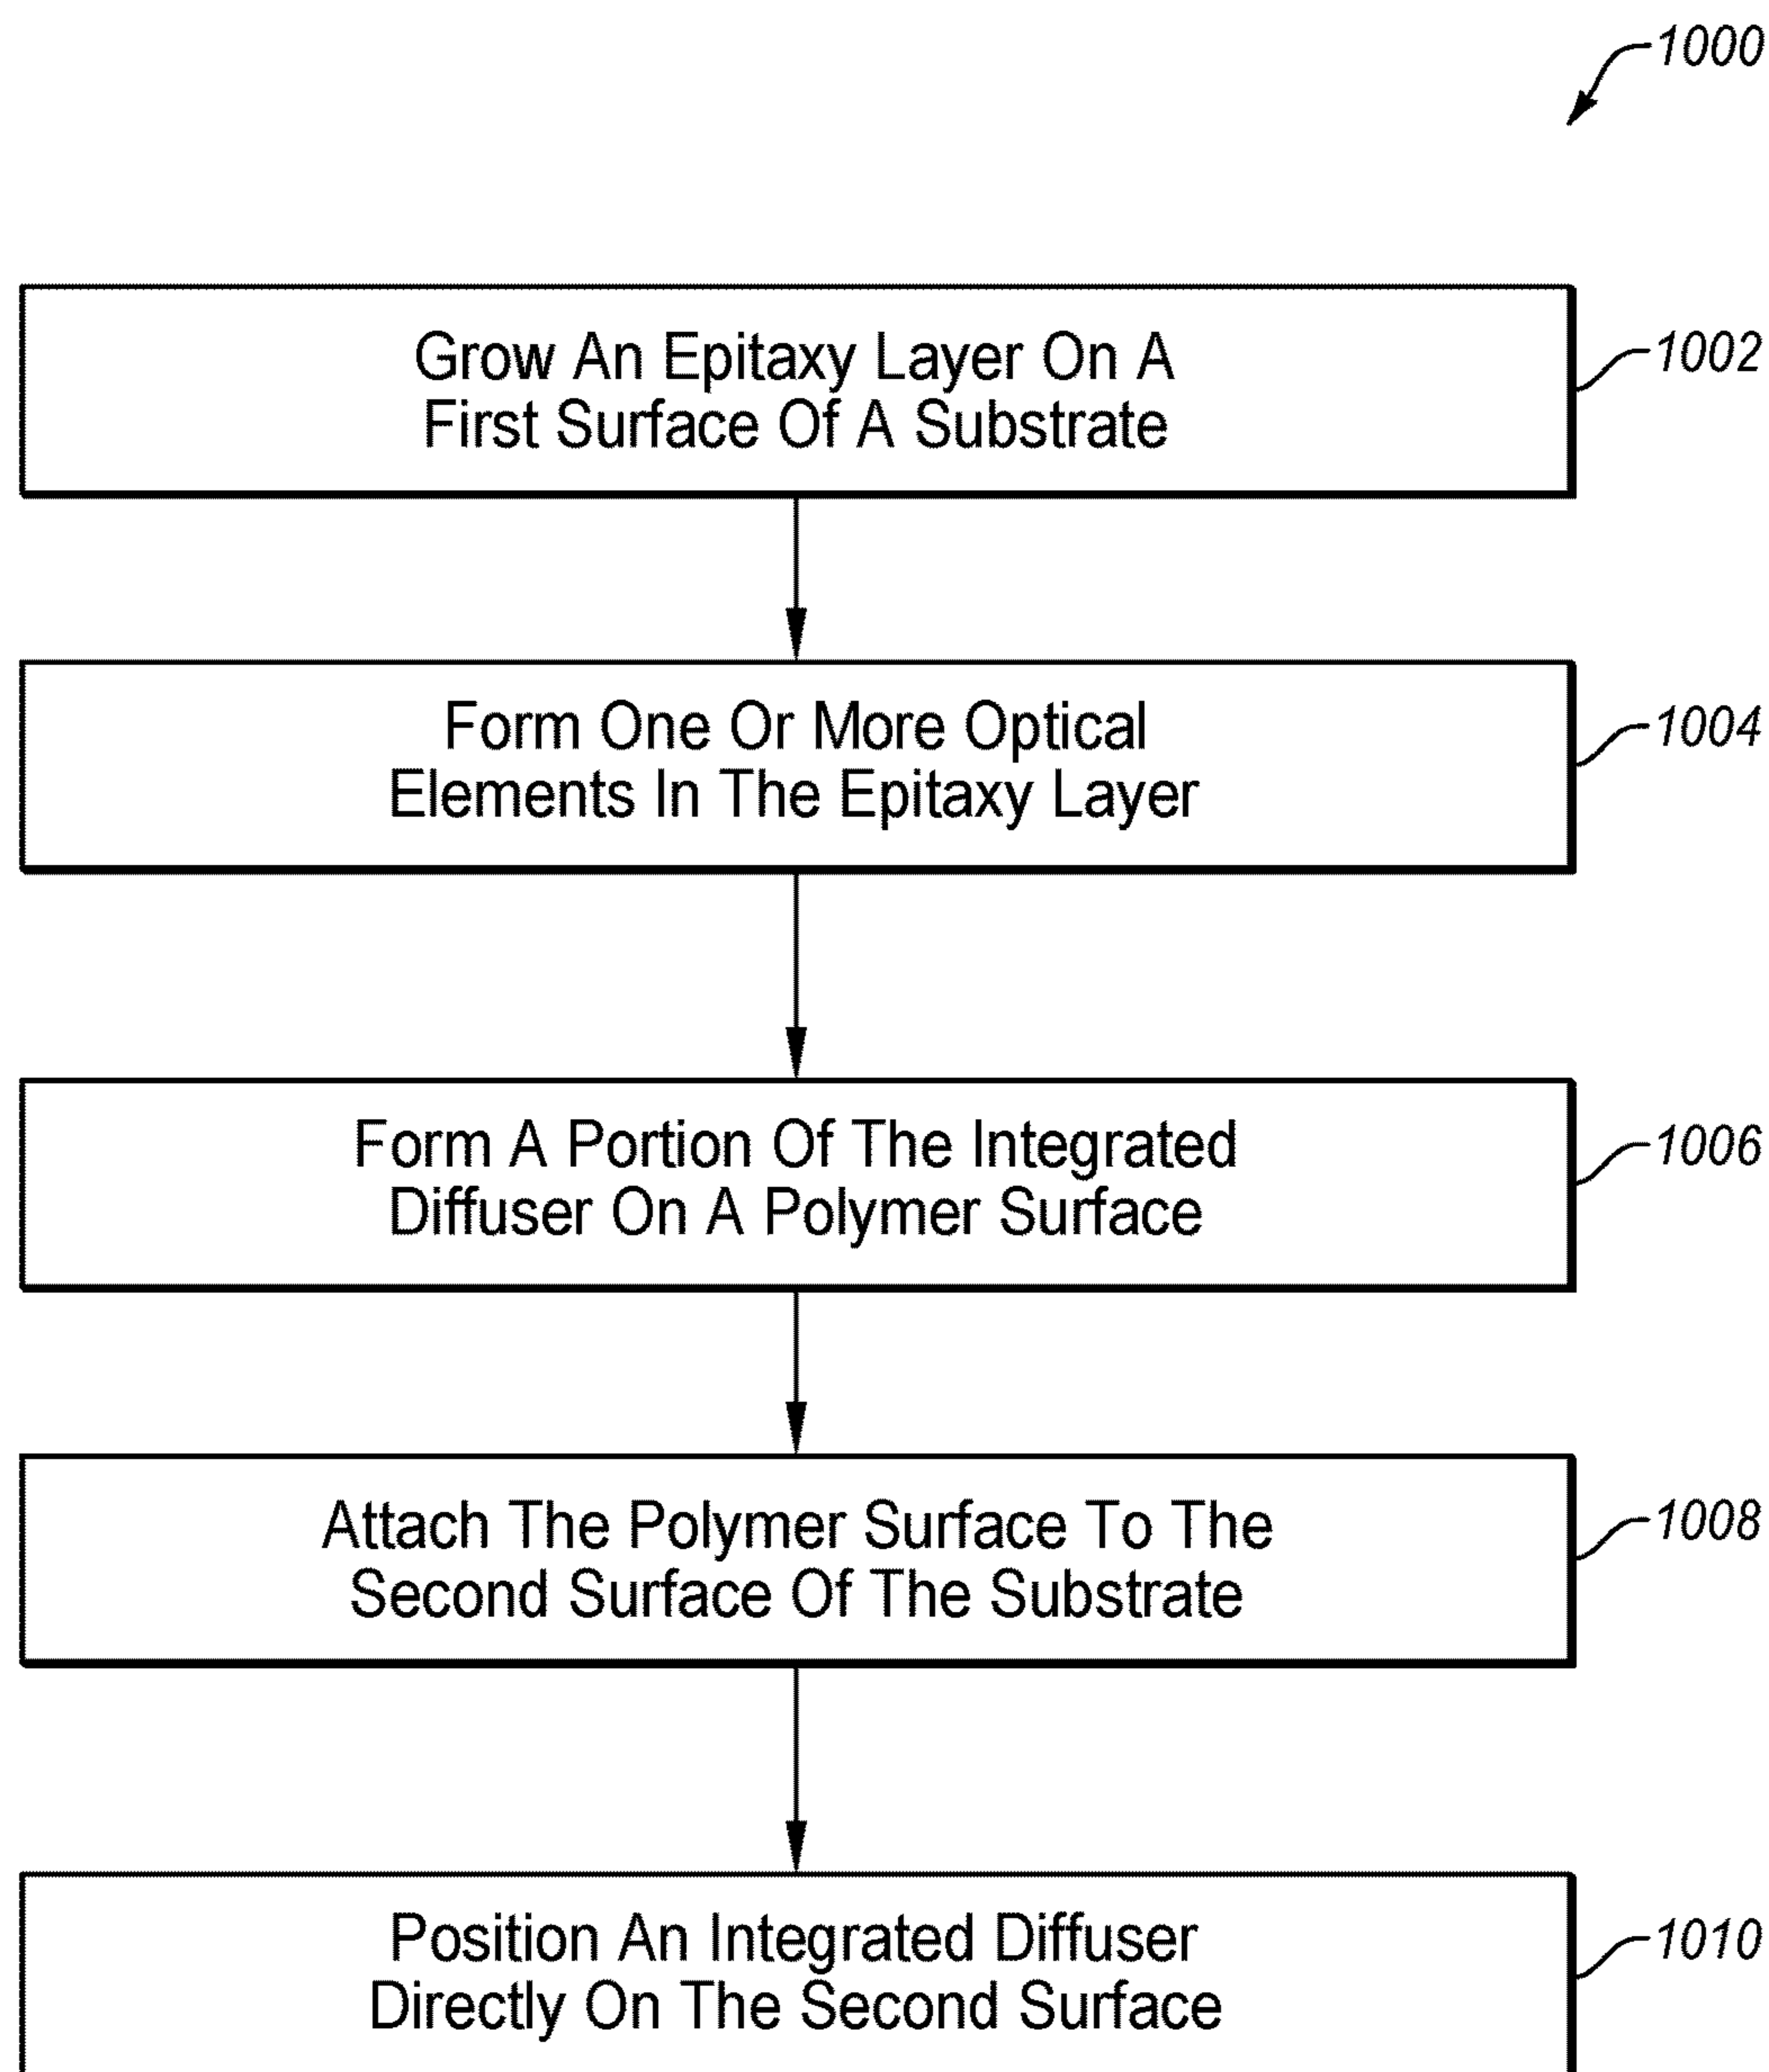 1000
Grow An Epitaxy Layer On A
First Surface Of A Substrate
1002
Form One Or More Optical
Elements In The Epitaxy Layer
1004
Form A Portion Of The Integrated
Diffuser On A Polymer Surface
1006
Attach The Polymer Surface To The
Second Surface Of The Substrate
1008
Position An Integrated Diffuser
Directly On The Second Surface
1010